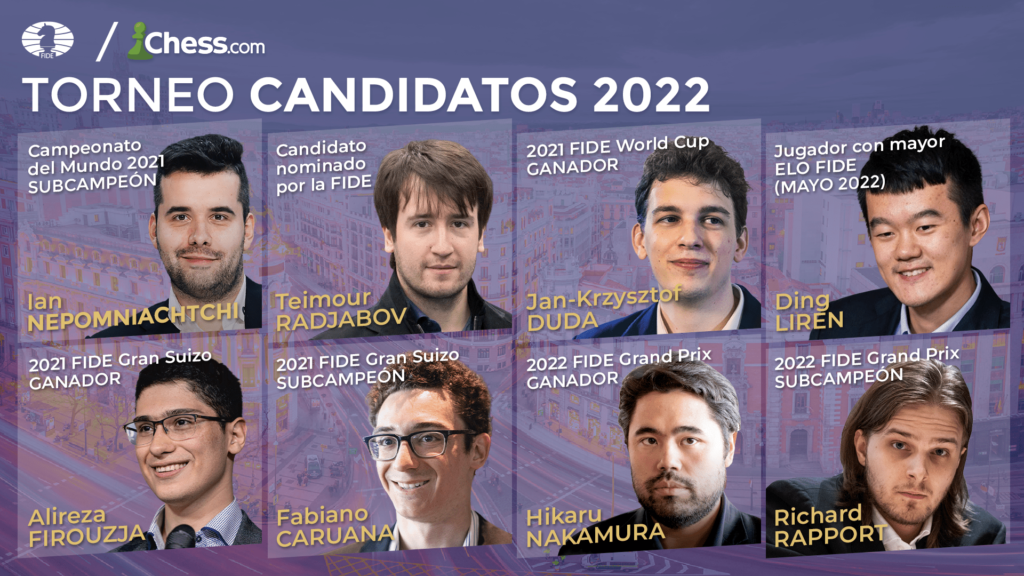 FIDE
Chess.com
TORNEO CANDIDATOS 2022
Campeonato
del Mundo 2021
SUBCAMPEÓN
Ian
NEPOMNIACHTCHI
Candidato
nominado
por la FIDE
Teimour
RADJABOV
2021 FIDE World Cup
GANADOR
Jan-Krzysztof
DUDA
Jugador con mayor
ELO FIDE
(MAYO 2022)
Ding
LIREN
2021 FIDE Gran Suizo
GANADOR
Alireza
FIROUZJA
2021 FIDE Gran Suizo
SUBCAMPEÓN
Fabiano
CARUANA
2022 FIDE Grand Prix
GANADOR
Hikaru
NAKAMURA
2022 FIDE Grand Prix
SUBCAMPEÓN
Richard
RAPPORT